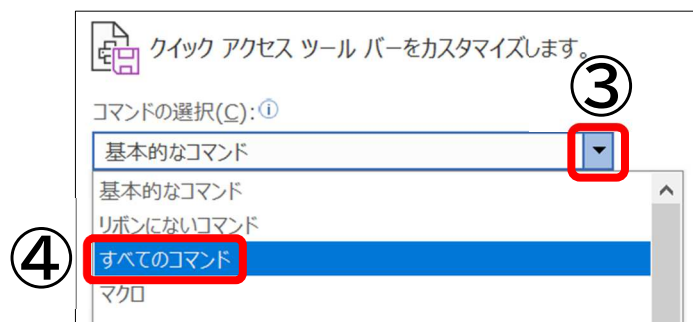 クイック アクセス ツール バーをカスタマイズします。
③
コマンドの選択(C):
基本的なコマンド
基本的なコマンド
リボンにないコマンド
④
すべてのコマンド
マクロ